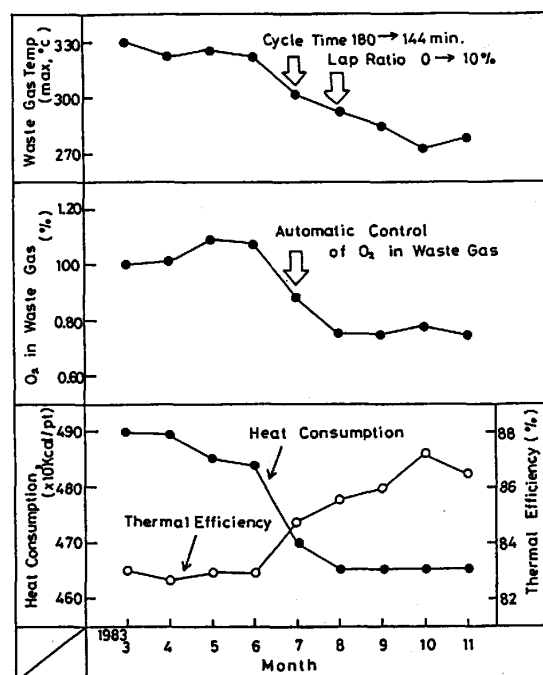 Cycle Time 180→144 min.
Lap Ratio 0→10%
Waste Gas Temp
(max, °c)
330
300
270
Automatic Control
of O₂ in Waste Gas
O₂ in Waste Gas
(%)
1.20
1.00
0.80
0.60
Heat Consumption
Thermal Efficiency
Heat Consumption
(x10³Kcal/pt)
490
480
470
460
Thermal Efficiency (%)
88
86
84
82
1983
3 4 5 6 7 8 9 10 11
Month